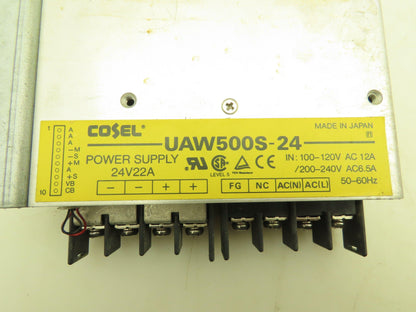 COSEL
UAW500S-24
MADE IN JAPAN
POWER SUPPLY
24V22A
LEVEL 5
IN: 100-120V AC 12A
/200-240V AC6.5A
50-60Hz
1
A
A
A
-M
-S
M
A
+S
VB
10 CB
− − + + FG NC AC(N) AC(L)